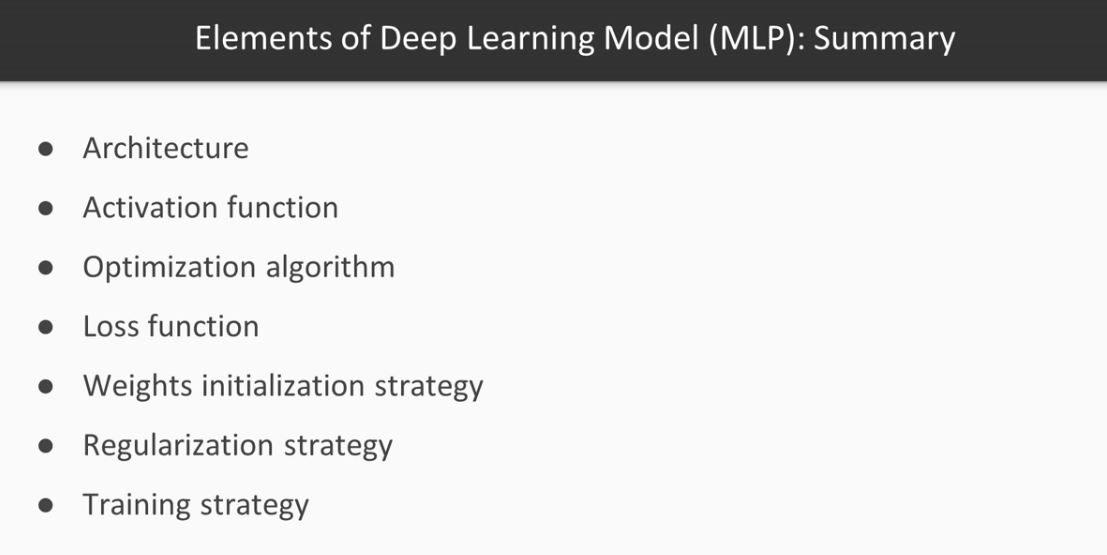 Elements of Deep Learning Model (MLP): Summary
● Architecture
● Activation function
● Optimization algorithm
● Loss function
● Weights initialization strategy
● Regularization strategy
● Training strategy